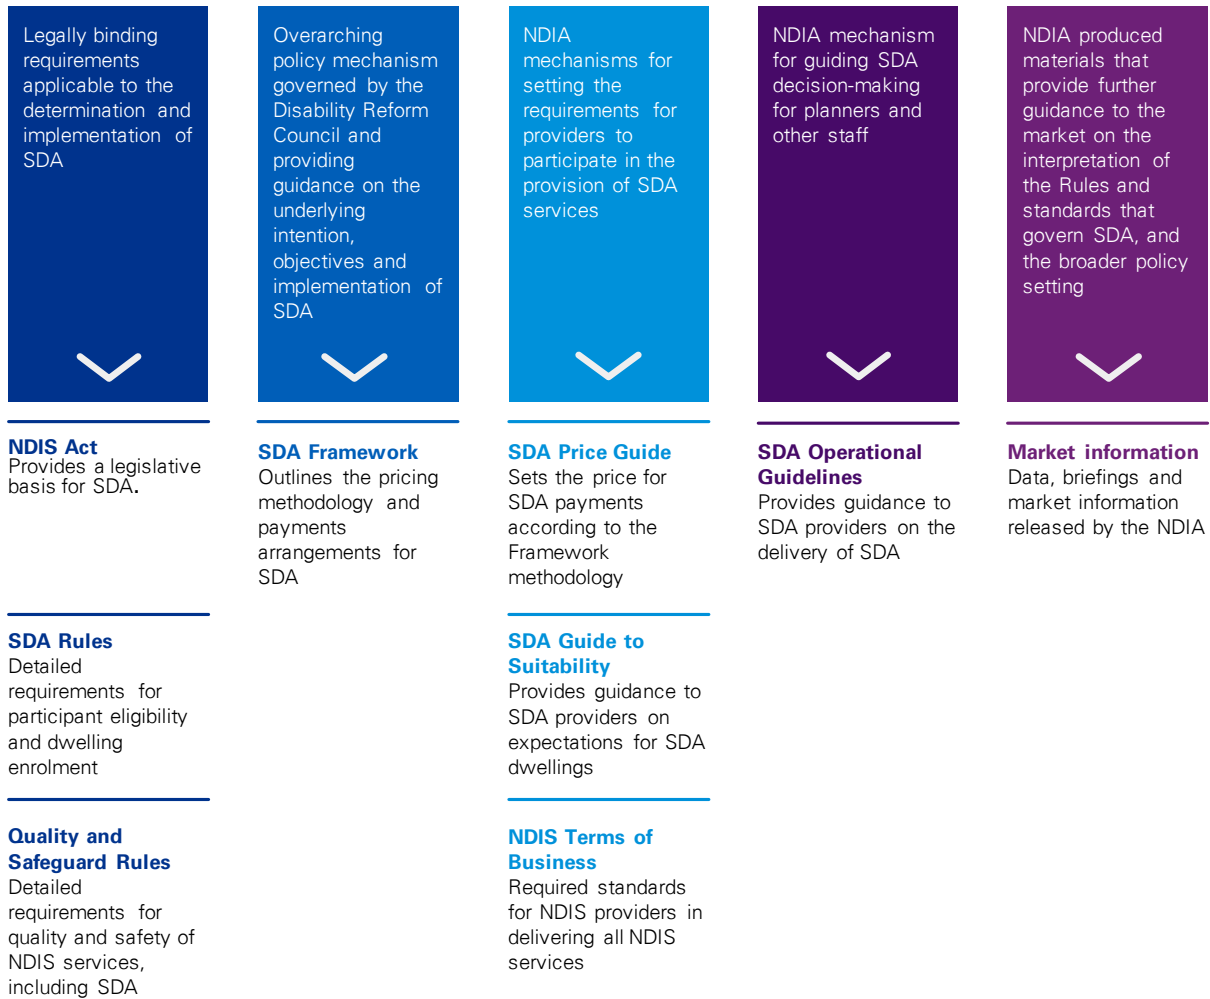 Legally binding
requirements
applicable to the
determination and
implementation of
SDA
Overarching
policy mechanism
governed by the
Disability Reform
Council and
providing
guidance on the
underlying
intention,
objectives and
implementation of
SDA
NDIA
mechanisms for
setting the
requirements for
providers to
participate in the
provision of SDA
services
NDIA mechanism
for guiding SDA
decision-making
for planners and
other staff
NDIA produced
materials that
provide further
guidance to the
market on the
interpretation of
the Rules and
standards that
govern SDA, and
the broader policy
setting
NDIS Act
Provides a legislative
basis for SDA.
SDA Rules
Detailed
requirements for
participant eligibility
and dwelling
enrolment
Quality and
Safeguard Rules
Detailed
requirements for
quality and safety of
NDIS services,
including SDA
SDA Framework
Outlines the pricing
methodology and
payments
arrangements for
SDA
SDA Price Guide
Sets the price for
SDA payments
according to the
Framework
methodology
SDA Guide to
Suitability
Provides guidance to
SDA providers on
expectations for SDA
dwellings
NDIS Terms of
Business
Required standards
for NDIS providers in
delivering all NDIS
services
SDA Operational
Guidelines
Provides guidance to
SDA providers on the
delivery of SDA
Market information
Data, briefings and
market information
released by the NDIA